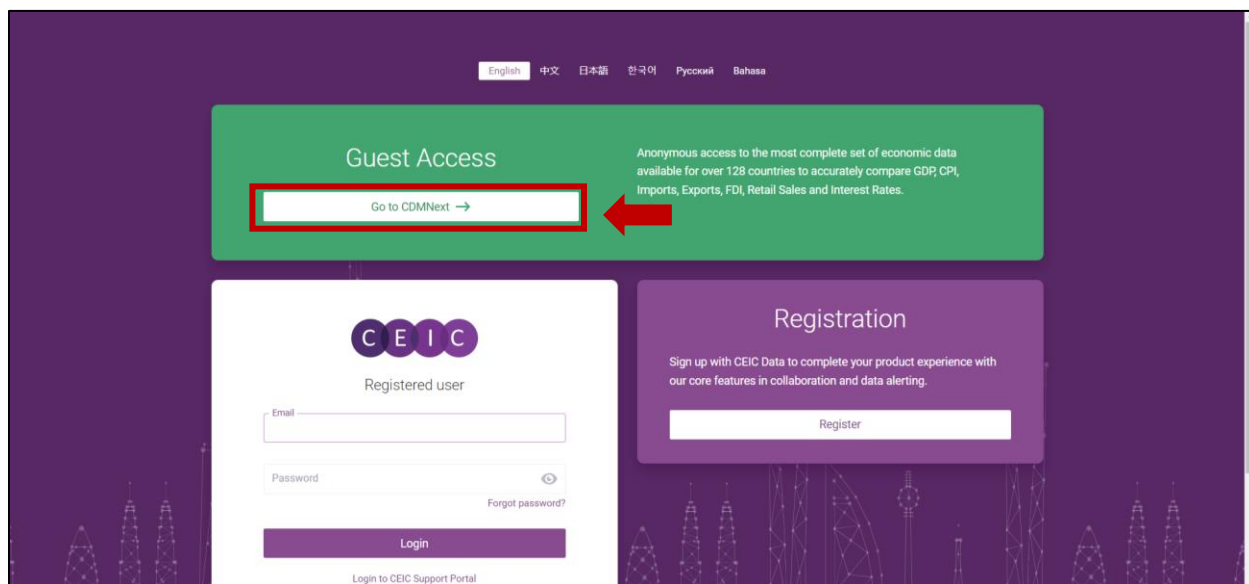 English 中文 日本語 한국어 Русский Bahasa
Guest Access
Go to CDMNext →
Anonymous access to the most complete set of economic data
available for over 128 countries to accurately compare GDP, CPI,
Imports, Exports, FDI, Retail Sales and Interest Rates.
CEIC
Registered user
Email
Password
Forgot password?
Login
Login to CEIC Support Portal
Registration
Sign up with CEIC Data to complete your product experience with
our core features in collaboration and data alerting.
Register